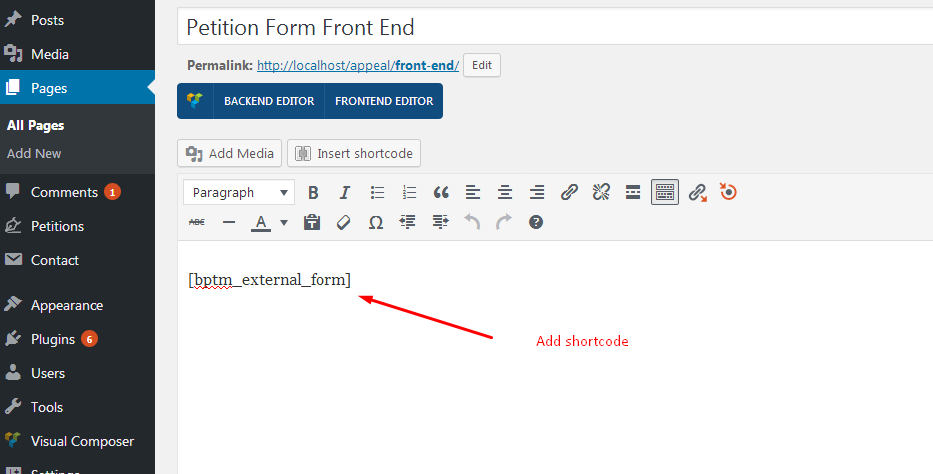 Posts
Media
Pages
All Pages
Add New
Comments 1
Petitions
Contact
Appearance
Plugins 6
Users
Tools
Visual Composer
Settings
Petition Form Front End
Permalink: http://localhost/appeal/front-end/ Edit
BACKEND EDITOR FRONTEND EDITOR
Add Media Insert shortcode
Paragraph B I
ABC A Ω ?
[bptm_external_form]
Add shortcode